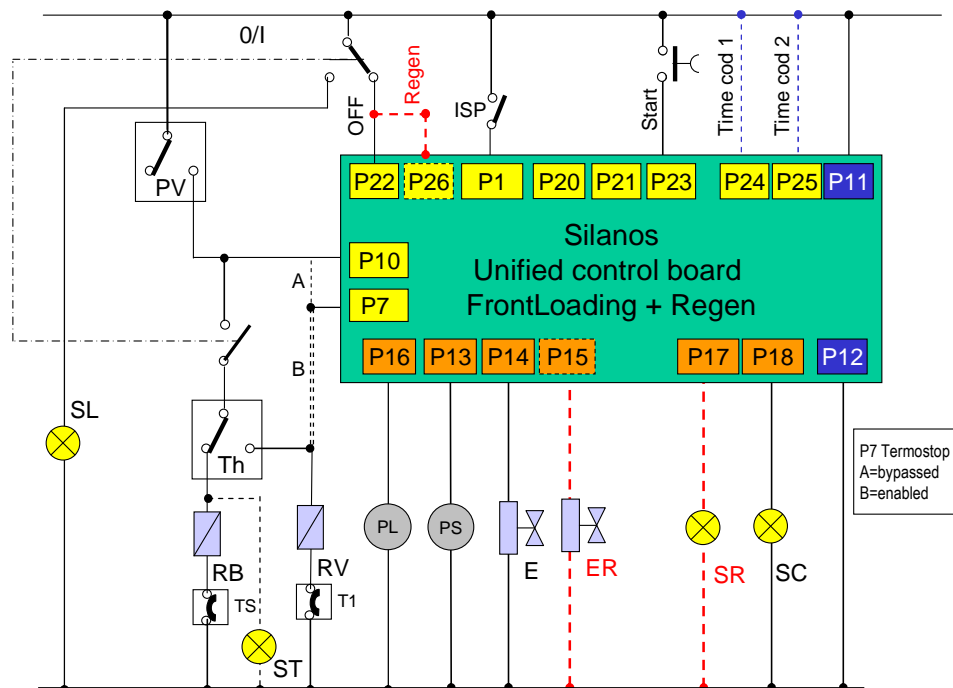 0/I
OFF
Regen
ISP
Start
Time cod 1
Time cod 2
PV
P22
P26
P1
P20
P21
P23
P24
P25
P11
Silanos
Unified control board
FrontLoading + Regen
P10
P7
A
B
P16
P13
P14
P15
P17
P18
P12
SL
Th
P7 Termostop
A=bypassed
B=enabled
PL
PS
E
ER
SR
SC
RB
RV
TS
T1
ST